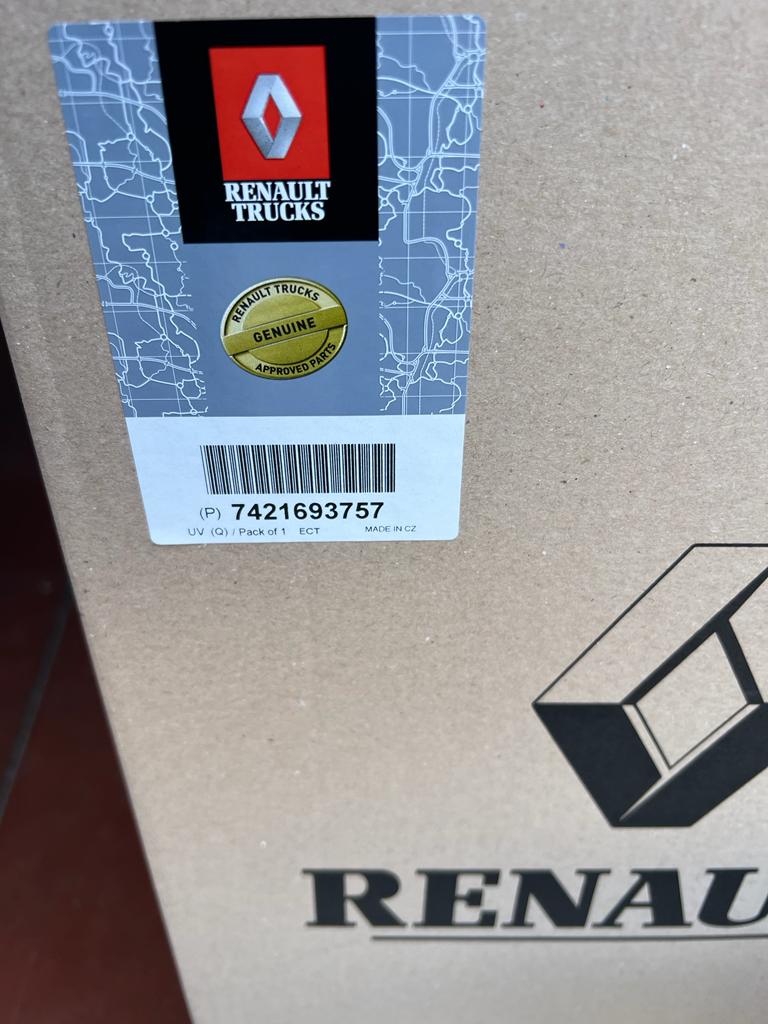 RENAULT
TRUCKS
RENAULT TRUCKS
GENUINE
APPROVED PARTS
(P) 7421693757
UV (Q) / Pack of 1 ECT MADE IN CZ
RENAU